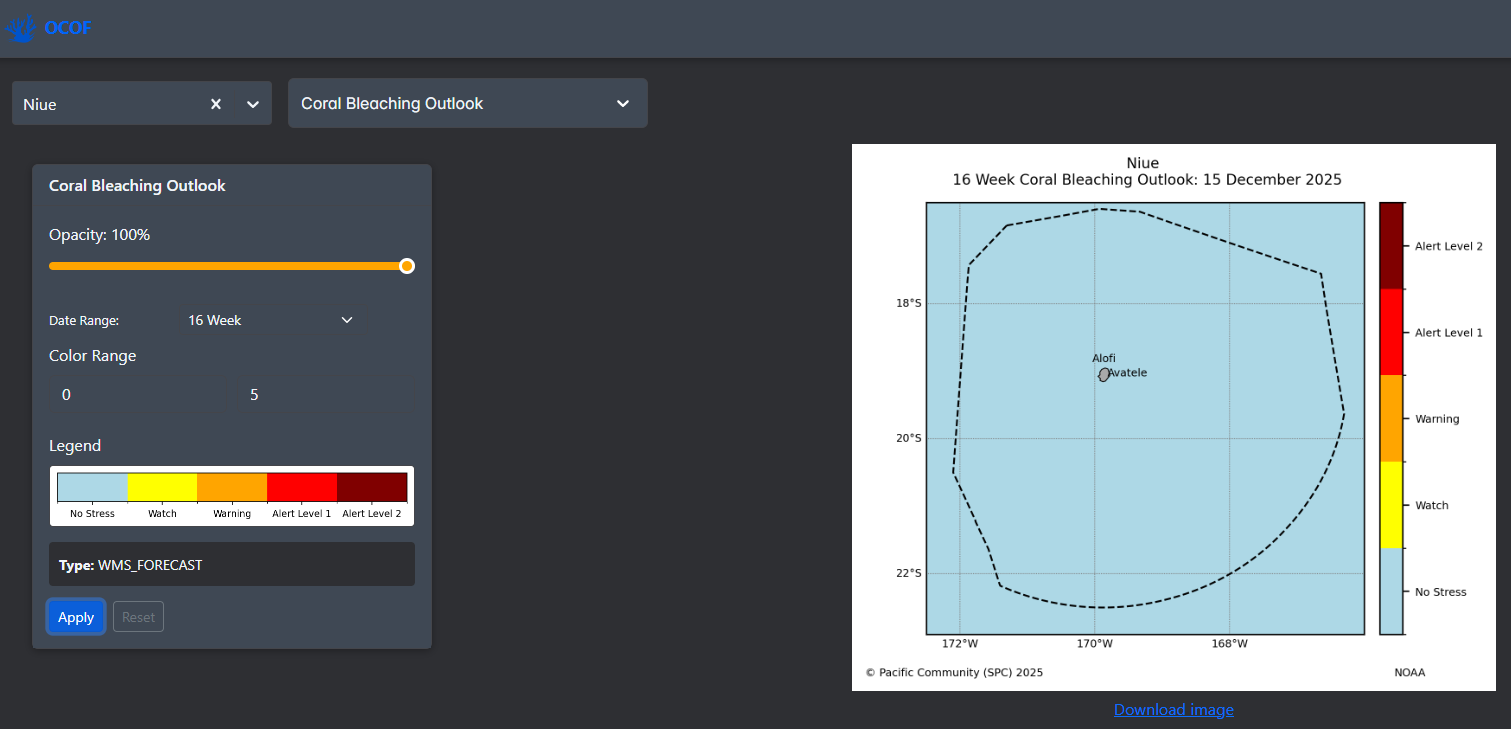 OCOF
Niue
Coral Bleaching Outlook
Coral Bleaching Outlook
Opacity: 100%
Date Range:
16 Week
Color Range
0
5
Legend
No Stress
Watch
Warning
Alert Level 1
Alert Level 2
Type: WMS_FORECAST
Apply
Reset
Niue
16 Week Coral Bleaching Outlook: 15 December 2025
18°S
20°S
22°S
172°W
170°W
168°W
Alofi
Avatele
Alert Level 2
Alert Level 1
Warning
Watch
No Stress
© Pacific Community (SPC) 2025
NOAA
Download image